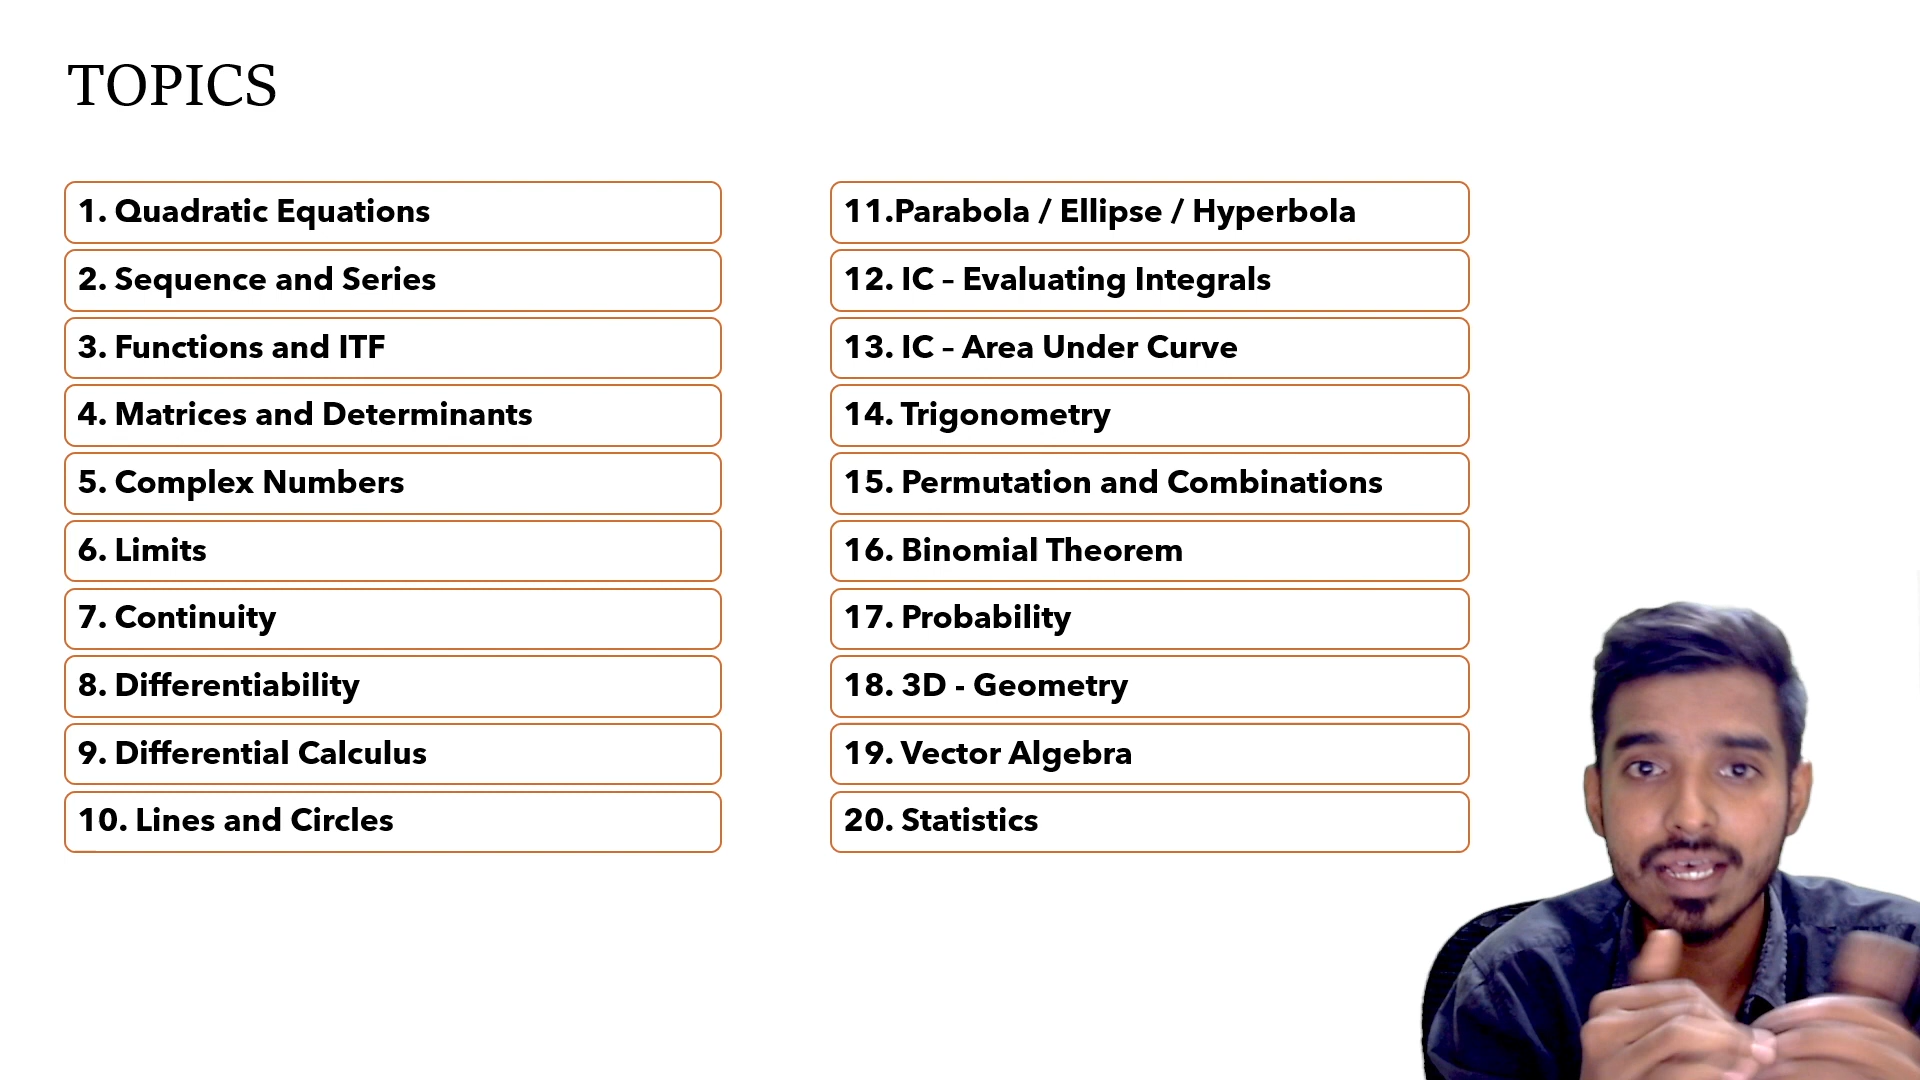 TOPICS
1. Quadratic Equations
2. Sequence and Series
3. Functions and ITF
4. Matrices and Determinants
5. Complex Numbers
6. Limits
7. Continuity
8. Differentiability
9. Differential Calculus
10. Lines and Circles
11.Parabola / Ellipse / Hyperbola
12. IC – Evaluating Integrals
13. IC – Area Under Curve
14. Trigonometry
15. Permutation and Combinations
16. Binomial Theorem
17. Probability
18. 3D - Geometry
19. Vector Algebra
20. Statistics